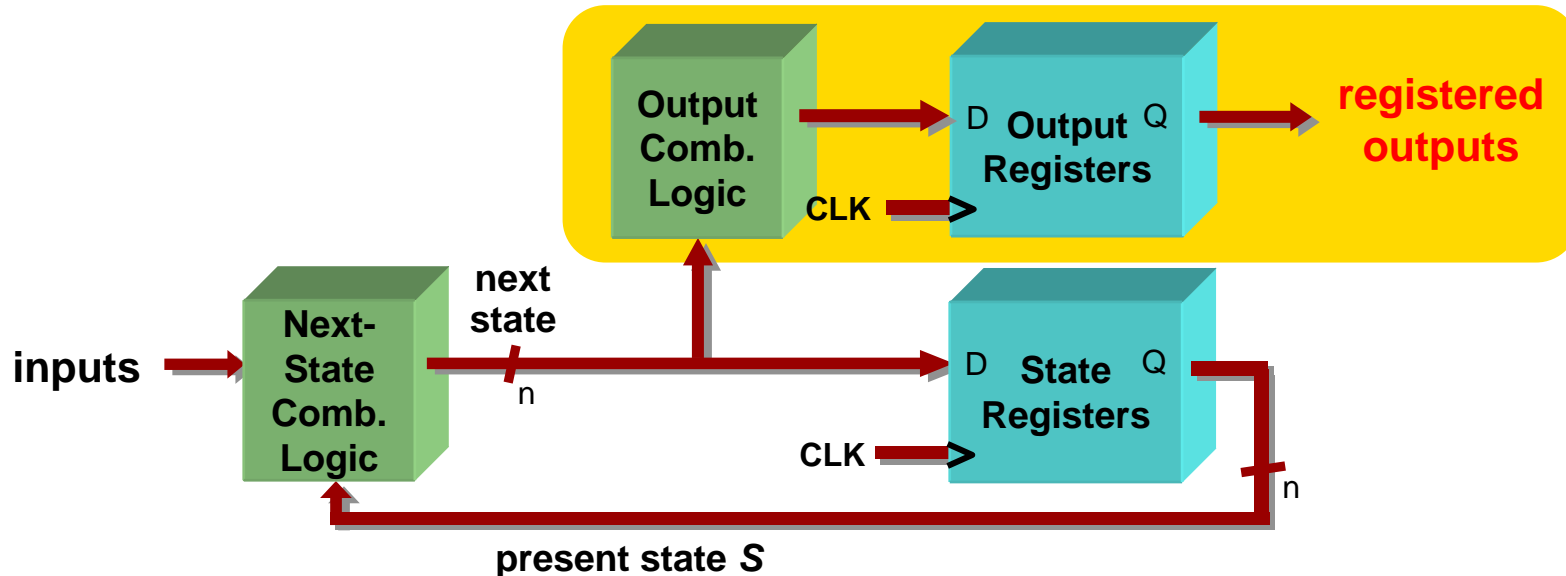 Output
Comb.
Logic
D
Output
Registers
Q
CLK
registered
outputs
inputs
Next-
State
Comb.
Logic
next
state
n
D
State
Registers
Q
CLK
n
present state S